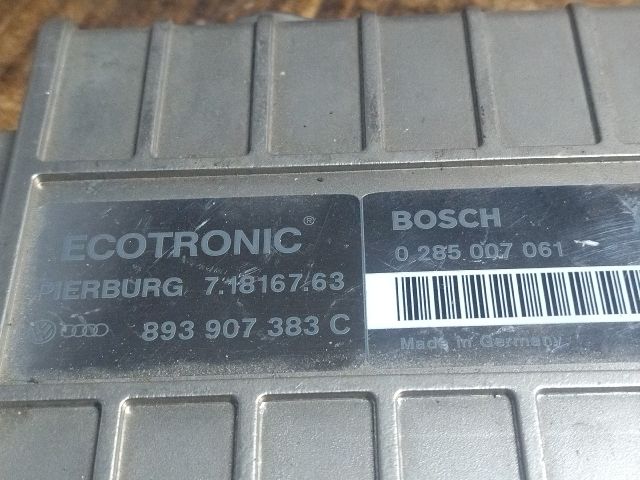 ECOTRONIC®
PIERBURG 7.18167.63
893 907 383 C
BOSCH
0 285 007 061
Made in Germany